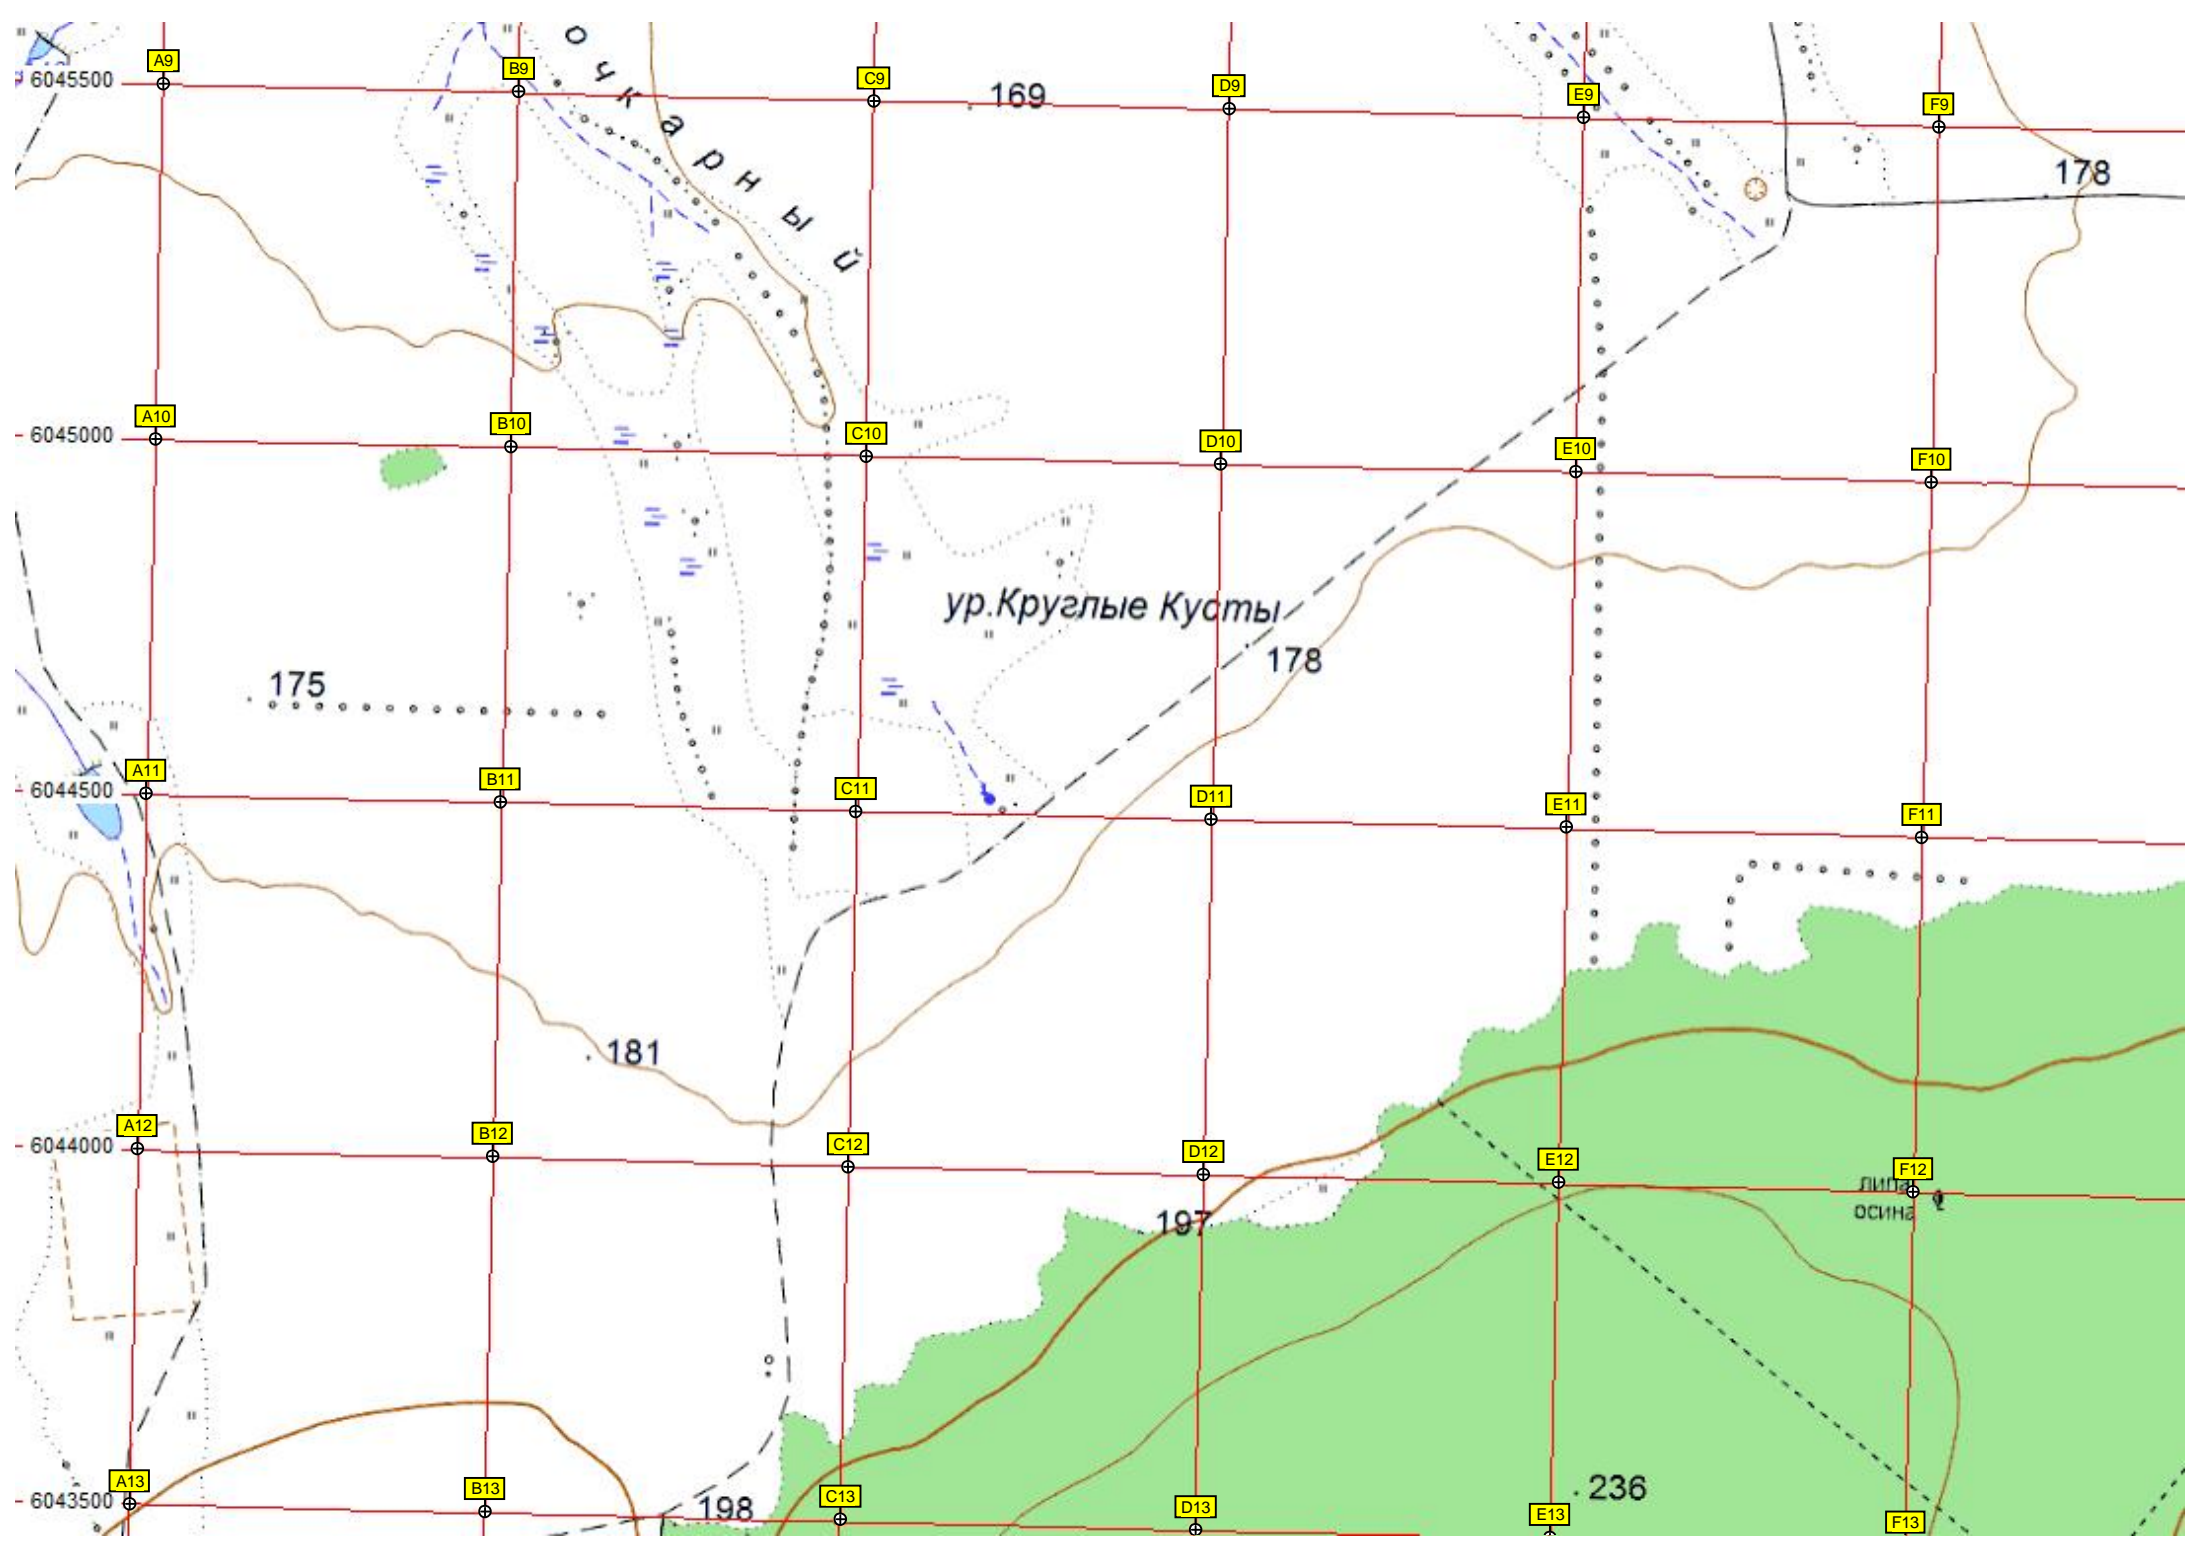 A9
B9
C9
D9
E9
F9
6045500
очкарный
169
178
A10
B10
C10
D10
E10
F10
6045000
ур.Круглые Кусты
178
175
A11
B11
C11
D11
E11
F11
6044500
181
A12
B12
C12
D12
E12
F12
6044000
липа
осина
197
A13
B13
C13
D13
E13
F13
6043500
198
236